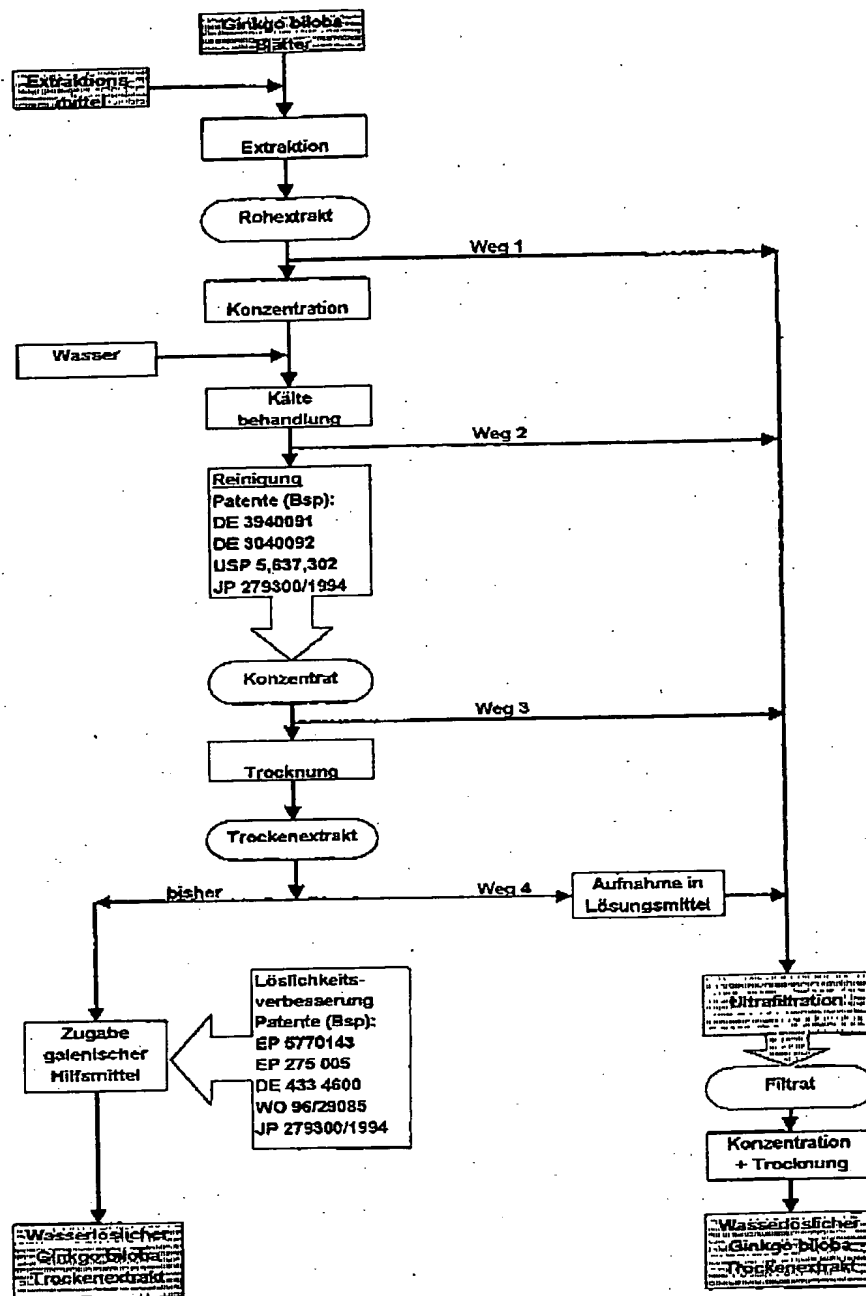 Ginkgo biloba
Blätter
Extraktions
mittel
Extraktion
Rohextrakt
Weg 1
Konzentration
Wasser
Kälte
behandlung
Weg 2
Reinigung
Patente (Bsp):
DE 3940091
DE 3040092
USP 5,637,302
JP 279300/1994
Konzentrat
Weg 3
Trocknung
Trockenextrakt
bisher
Weg 4
Aufnahme in
Lösungsmittel
Löslichkeits-
verbesserung
Patente (Bsp):
EP 5770143
EP 275 005
DE 433 4600
WO 96/29085
JP 279300/1994
Zugabe
galenischer
Hilfsmittel
Ultrafiltration
Filtrat
Konzentration
+ Trocknung
Wasserlöslicher
Ginkgo biloba
Trockenextrakt
Wasserlöslicher
Ginkgo biloba
Trockenextrakt